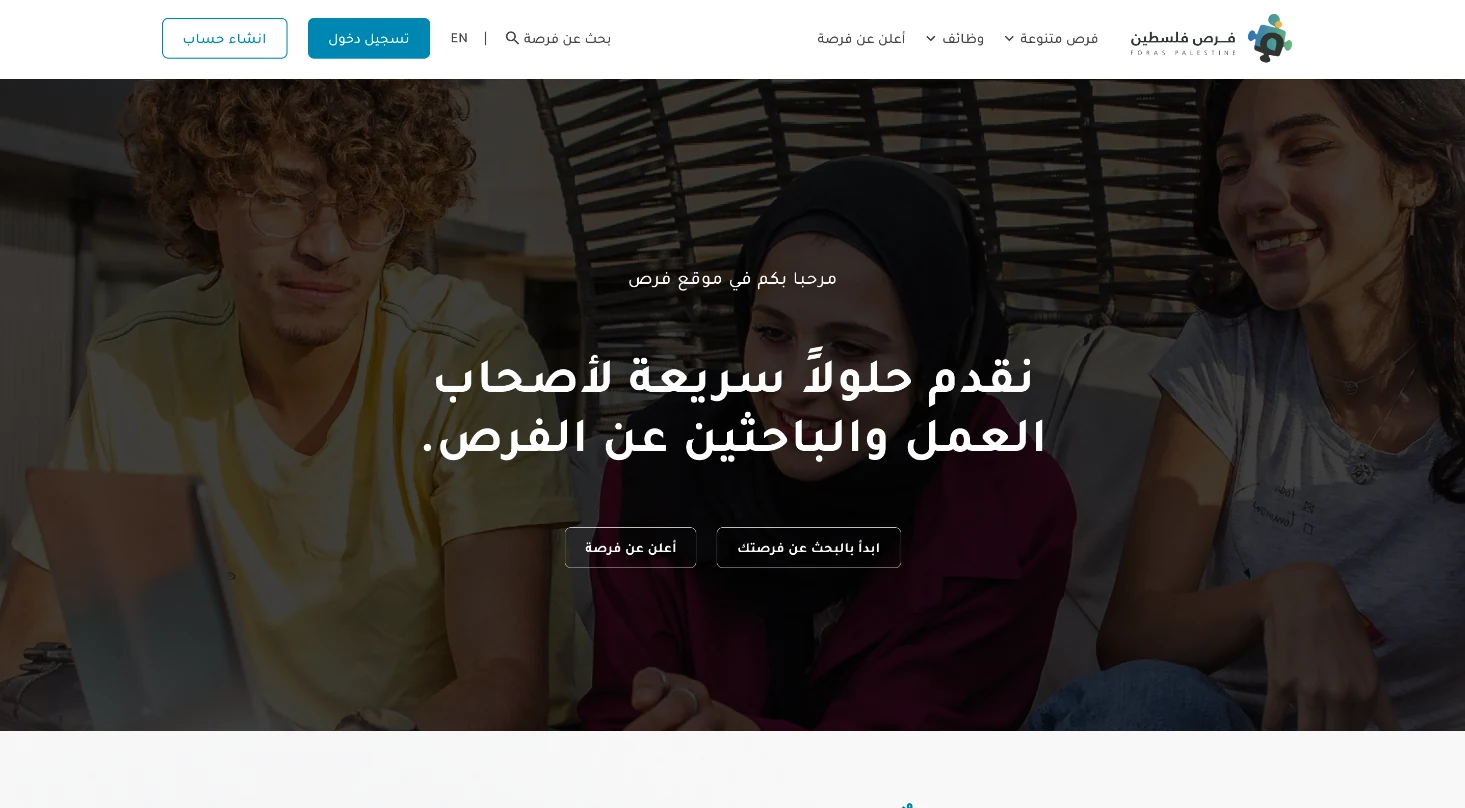 فـرص فلسطين
FORAS PALESTINE
فرص متنوعة
وظائف
أعلن عن فرصة
بحث عن فرصة
|
EN
تسجيل دخول
انشاء حساب
مرحبا بكم في موقع فرص
نقدم حلولاً سريعة لأصحاب
العمل والباحثين عن الفرص.
ابدأ بالبحث عن فرصتك
أعلن عن فرصة